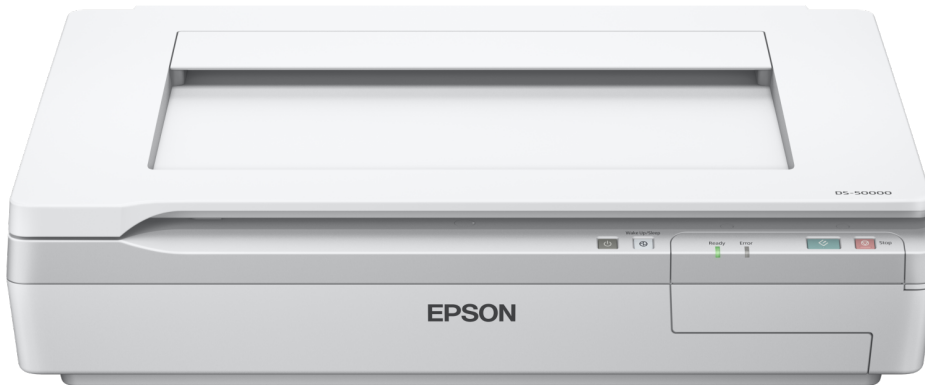 DS-50000
Wake Up/Sleep
Ready Error
Stop
EPSON